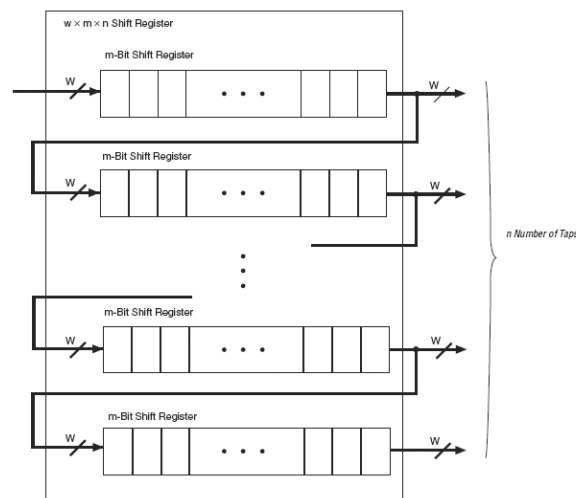 w × m × n Shift Register
m-Bit Shift Register
W
W
m-Bit Shift Register
W
W
n Number of Taps
m-Bit Shift Register
W
W
m-Bit Shift Register
W
W